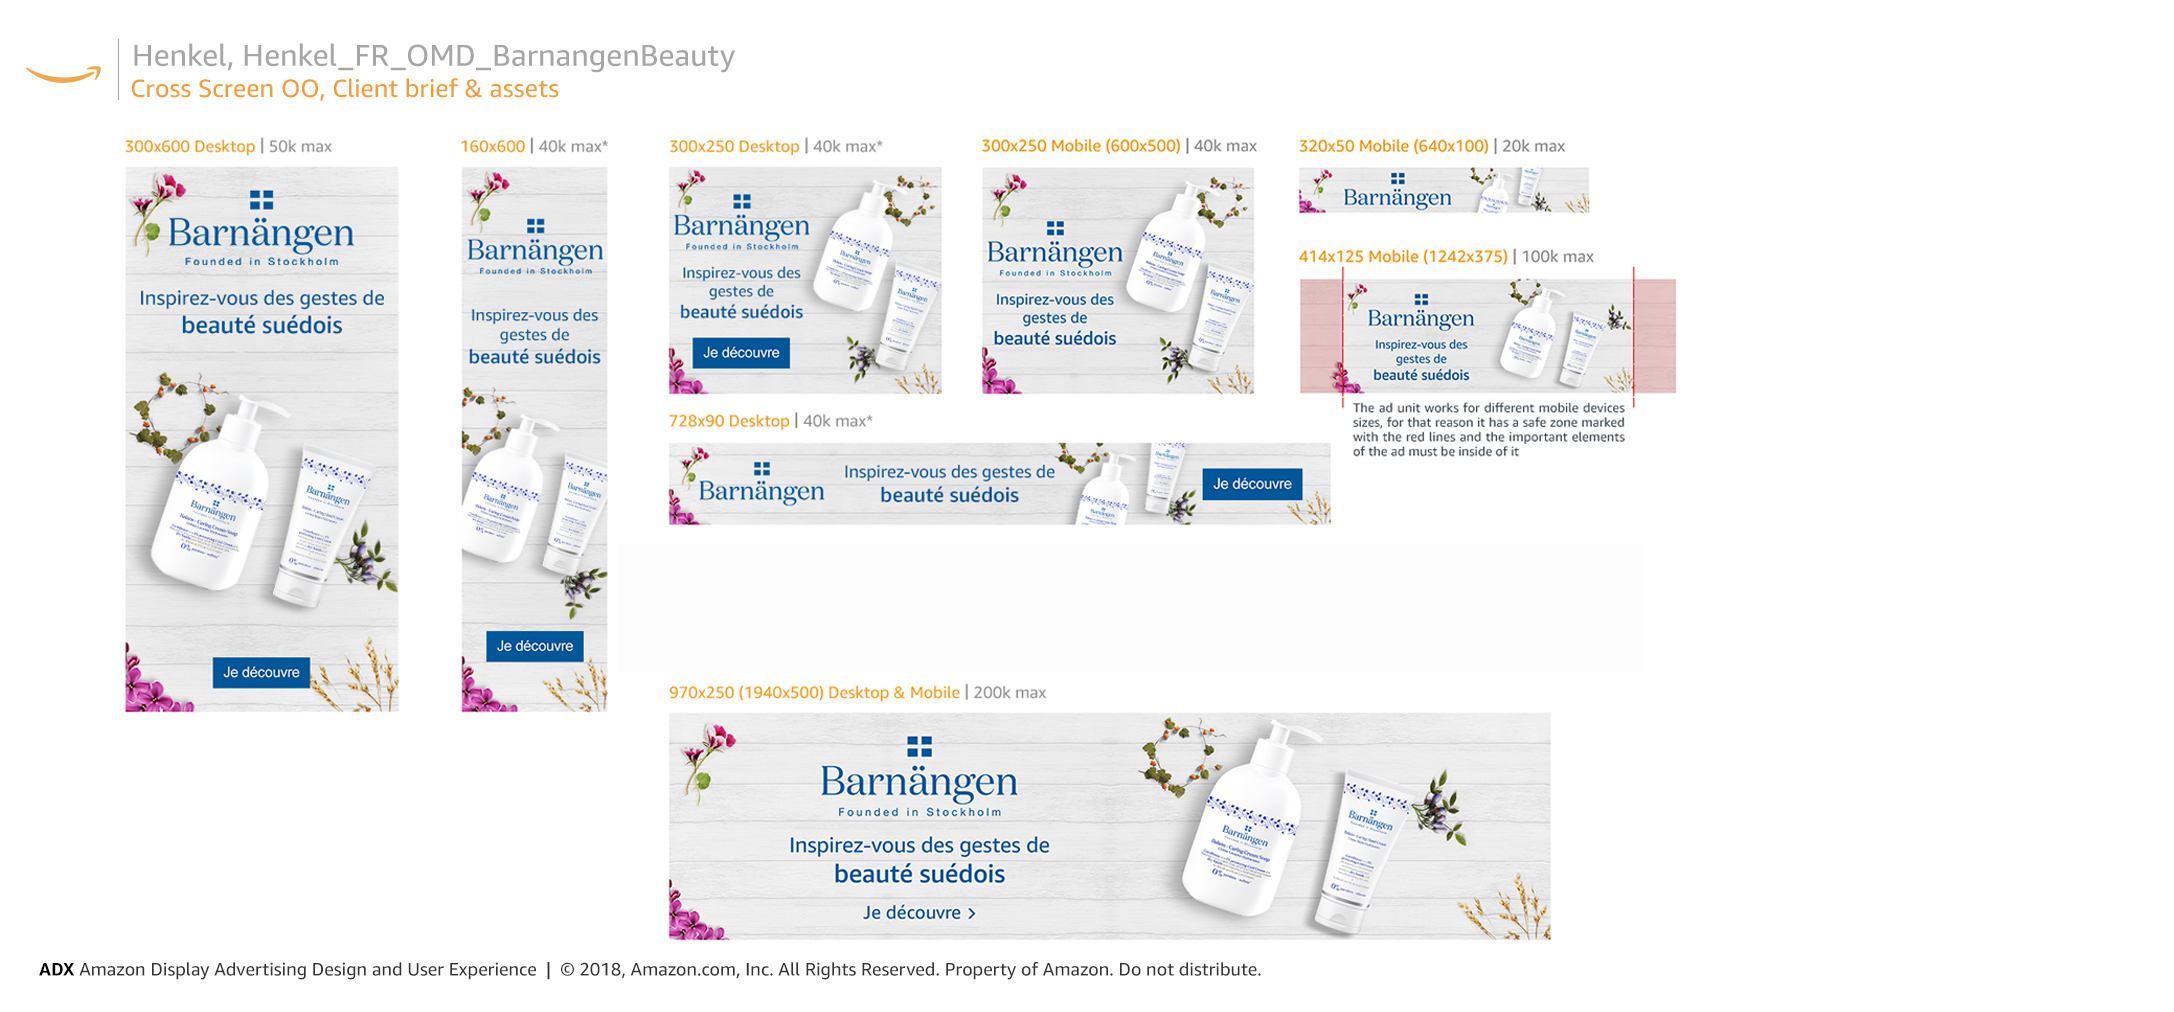 Henkel, Henkel_FR_OMD_BarnangenBeauty
Cross Screen OO, Client brief & assets
300x600 Desktop | 50k max
Barnängen
Founded in Stockholm
Inspirez-vous des gestes de
beauté suédois
Barnängen
Barnängen
Je découvre
160x600 | 40k max*
Barnängen
Founded in Stockholm
Inspirez-vous des
gestes de
beauté suédois
Barnängen
Barnängen
Je découvre
300x250 Desktop | 40k max*
Barnängen
Founded in Stockholm
Inspirez-vous des
gestes de
beauté suédois
Je découvre
300x250 Mobile (600x500) | 40k max
Barnängen
Founded in Stockholm
Inspirez-vous des
gestes de
beauté suédois
320x50 Mobile (640x100) | 20k max
Barnängen
414x125 Mobile (1242x375) | 100k max
Barnängen
Inspirez-vous des
gestes de
beauté suédois
The ad unit works for different mobile devices
sizes, for that reason it has a safe zone marked
with the red lines and the important elements
of the ad must be inside of it
728x90 Desktop | 40k max*
Barnängen
Inspirez-vous des gestes de
beauté suédois
Je découvre
970x250 (1940x500) Desktop & Mobile | 200k max
Barnängen
Founded in Stockholm
Inspirez-vous des gestes de
beauté suédois
Je découvre >
Barnängen
Barnängen
ADX Amazon Display Advertising Design and User Experience | © 2018, Amazon.com, Inc. All Rights Reserved. Property of Amazon. Do not distribute.